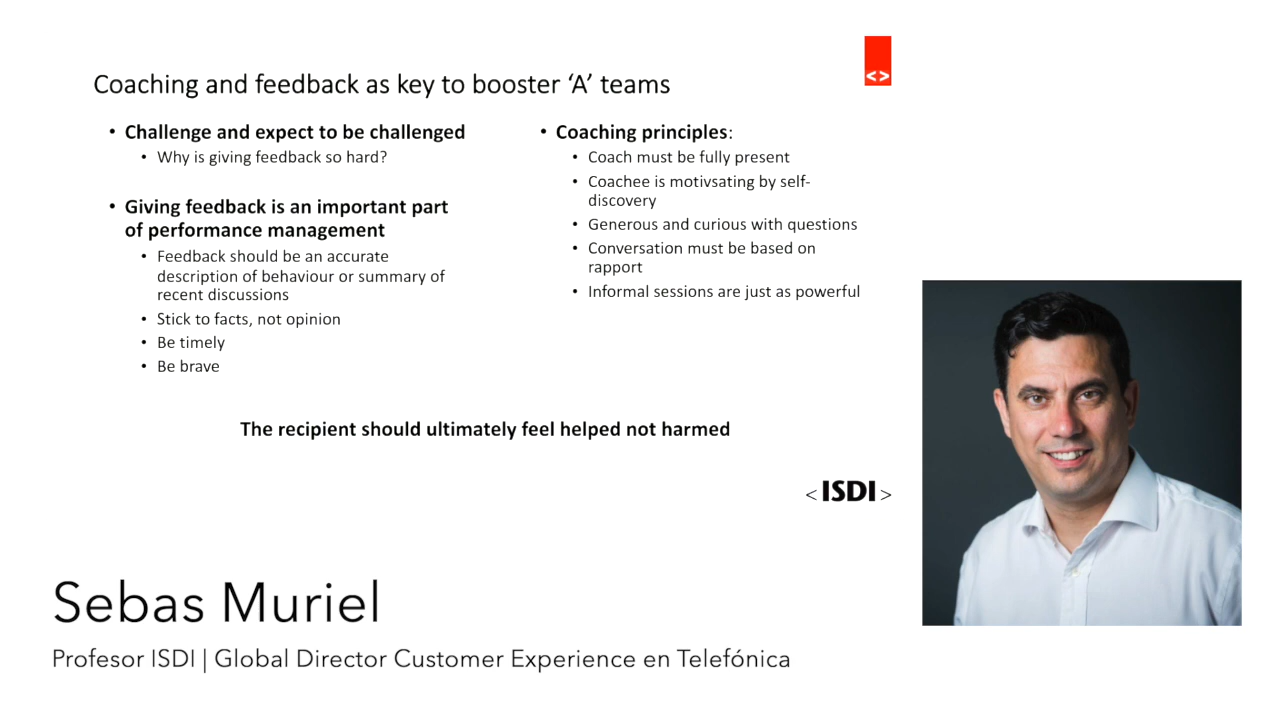 Coaching and feedback as key to booster ‘A’ teams
<>
• Challenge and expect to be challenged
• Why is giving feedback so hard?
• Giving feedback is an important part
of performance management
• Feedback should be an accurate
description of behaviour or summary of
recent discussions
• Stick to facts, not opinion
• Be timely
• Be brave
• Coaching principles:
• Coach must be fully present
• Coachee is motivsating by self-
discovery
• Generous and curious with questions
• Conversation must be based on
rapport
• Informal sessions are just as powerful
The recipient should ultimately feel helped not harmed
<ISDI>
Sebas Muriel
Profesor ISDI | Global Director Customer Experience en Telefónica